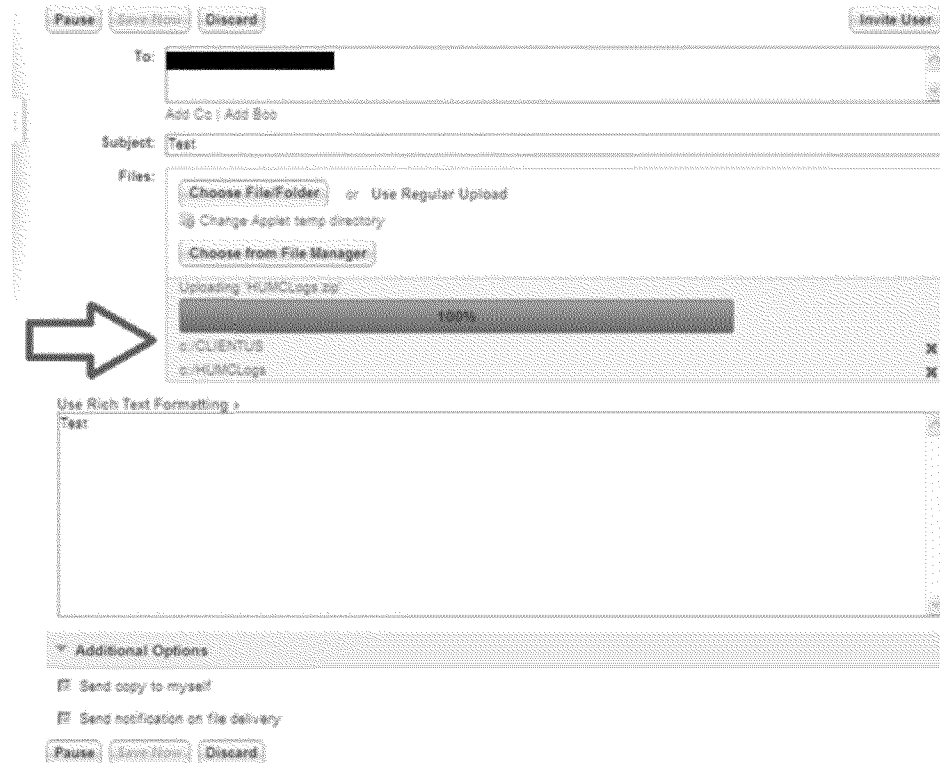 Pause Save Now Discard Invite User
To:
Add Cc | Add Bcc
Subject: Test
Files:
Choose File/Folder or Use Regular Upload
Change Applet temp directory
Choose from File Manager
Uploading 'HUMCLogs.zip'
100%
c:\CLIENTUS
c:\HUMCLogs
Use Rich Text Formatting »
Test
Additional Options
Send copy to myself
Send notification on file delivery
Pause Save Now Discard